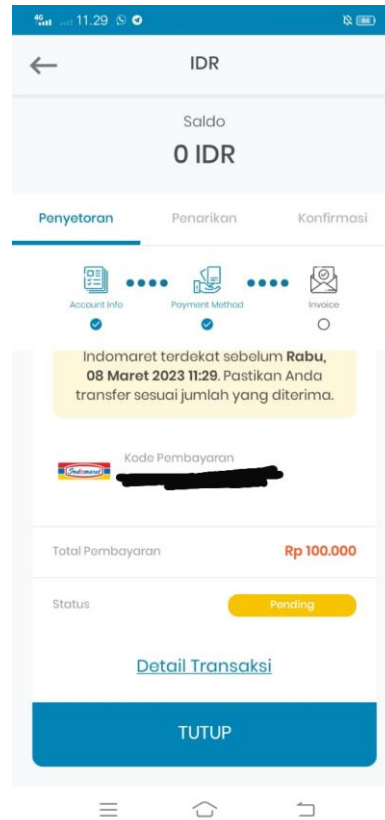 4G 11.29
IDR
Saldo
0 IDR
Penyetoran Penarikan Konfirmasi
Account Info Payment Method Invoice
Indomaret terdekat sebelum Rabu,
08 Maret 2023 11:29. Pastikan Anda
transfer sesuai jumlah yang diterima.
Kode Pembayaran
Indomaret
Total Pembayaran Rp 100.000
Status Pending
Detail Transaksi
TUTUP